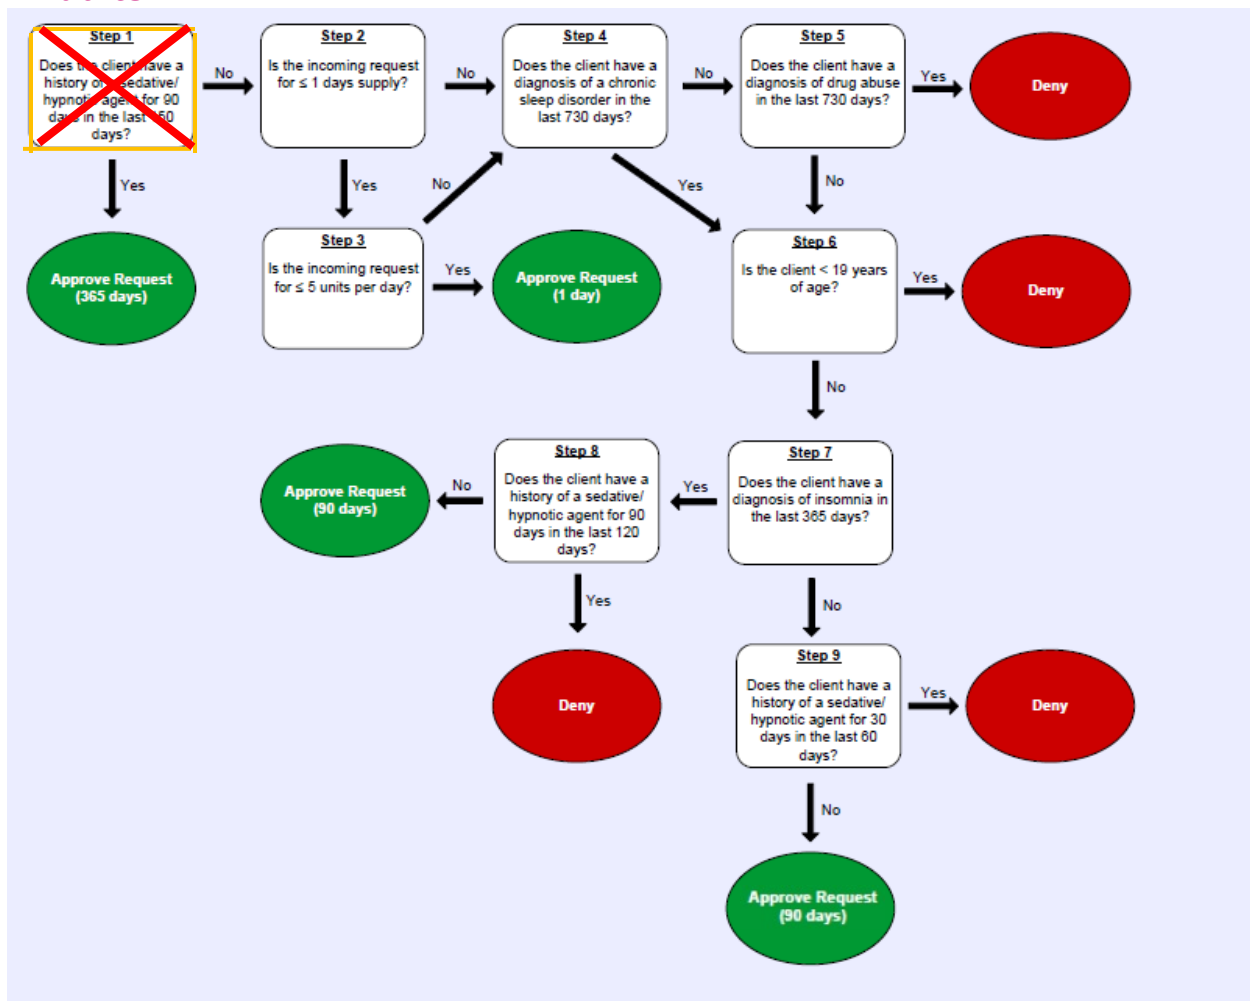 Step 1
Does the client have a
history of sedative/
hypnotic agent for 90
days in the last
days?
No
Yes
Approve Request
(365 days)
Step 2
Is the incoming request
for ≤ 1 days supply?
No
Yes
Step 3
Is the incoming request
for ≤ 5 units per day?
No
Yes
Approve Request
(1 day)
Step 4
Does the client have a
diagnosis of a chronic
sleep disorder in the
last 730 days?
No
Yes
Step 5
Does the client have a
diagnosis of drug abuse
in the last 730 days?
Yes
Deny
No
Step 6
Is the client < 19 years
of age?
Yes
Deny
No
Step 7
Does the client have a
diagnosis of insomnia in
the last 365 days?
Yes
No
Step 8
Does the client have a
history of a sedative/
hypnotic agent for 90
days in the last 120
days?
No
Approve Request
(90 days)
Yes
Deny
Step 9
Does the client have a
history of a sedative/
hypnotic agent for 30
days in the last 60
days?
Yes
Deny
No
Approve Request
(90 days)